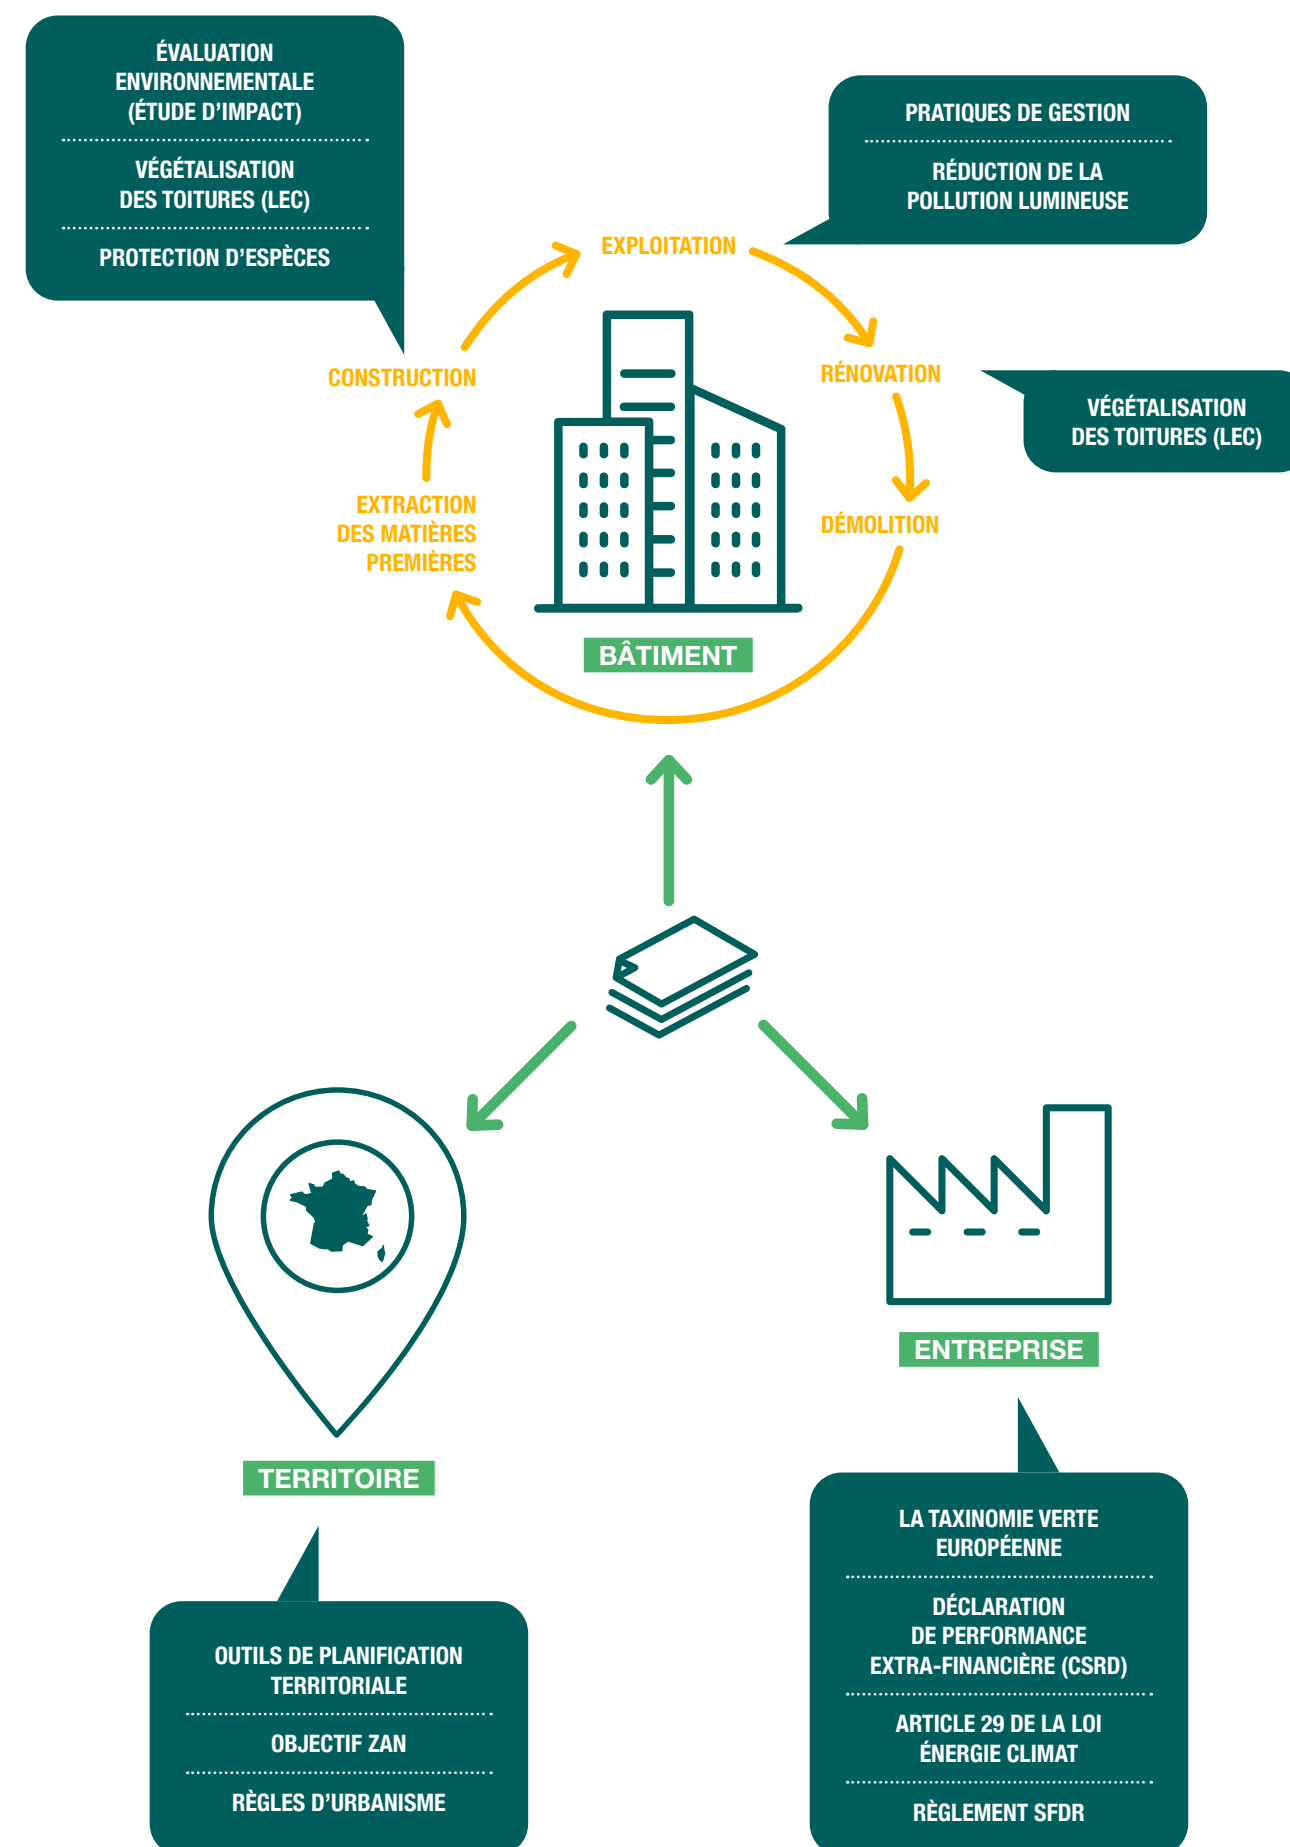 ÉVALUATION
ENVIRONNEMENTALE
(ÉTUDE D'IMPACT)
VÉGÉTALISATION
DES TOITURES (LEC)
PROTECTION D'ESPÈCES
PRATIQUES DE GESTION
RÉDUCTION DE LA
POLLUTION LUMINEUSE
EXPLOITATION
CONSTRUCTION
RÉNOVATION
VÉGÉTALISATION
DES TOITURES (LEC)
EXTRACTION
DES MATIÈRES
PREMIÈRES
DÉMOLITION
BÂTIMENT
TERRITOIRE
OUTILS DE PLANIFICATION
TERRITORIALE
OBJECTIF ZAN
RÈGLES D'URBANISME
ENTREPRISE
LA TAXINOMIE VERTE
EUROPÉENNE
DÉCLARATION
DE PERFORMANCE
EXTRA-FINANCIÈRE (CSRD)
ARTICLE 29 DE LA LOI
ÉNERGIE CLIMAT
RÈGLEMENT SFDR